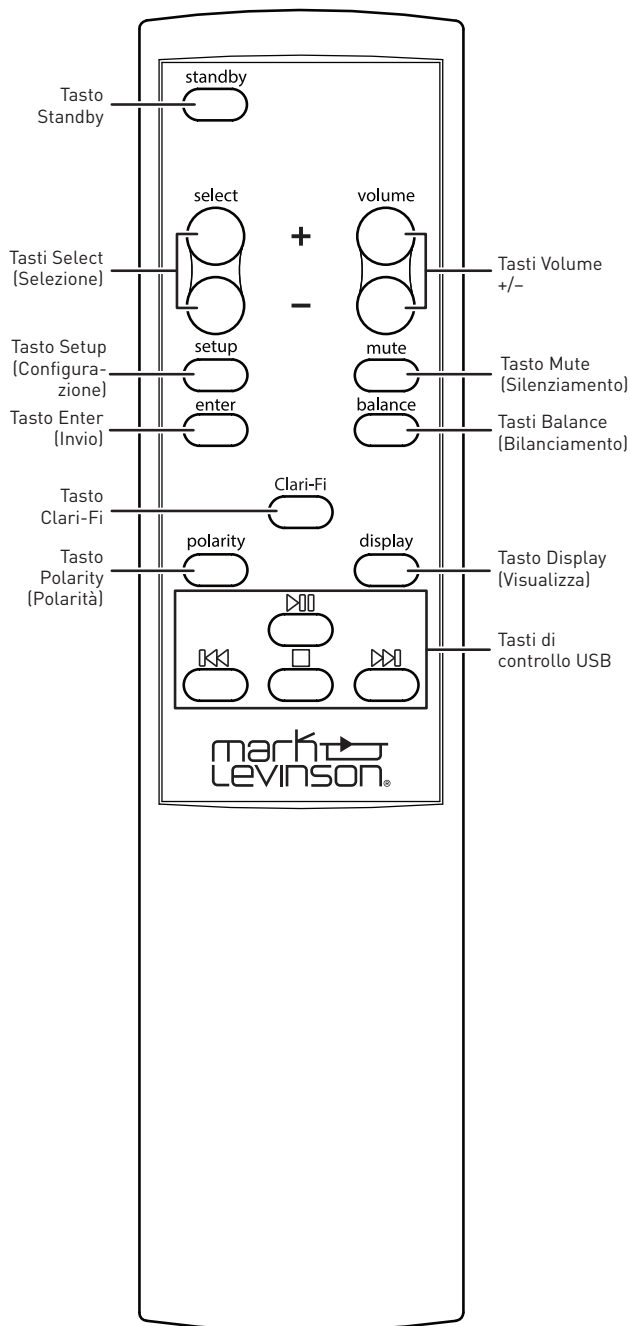 standby
Tasto
Standby
select
volume
+
−
Tasti Select
(Selezione)
Tasti Volume
+/–
Tasto Setup
(Configura-
zione)
setup
mute
Tasto Mute
(Silenziamento)
Tasto Enter
(Invio)
enter
balance
Tasti Balance
(Bilanciamento)
Clari-Fi
Tasto
Clari-Fi
polarity
display
Tasto
Polarity
(Polarità)
Tasto Display
(Visualizza)
Tasti di
controllo USB
mark
Levinson®